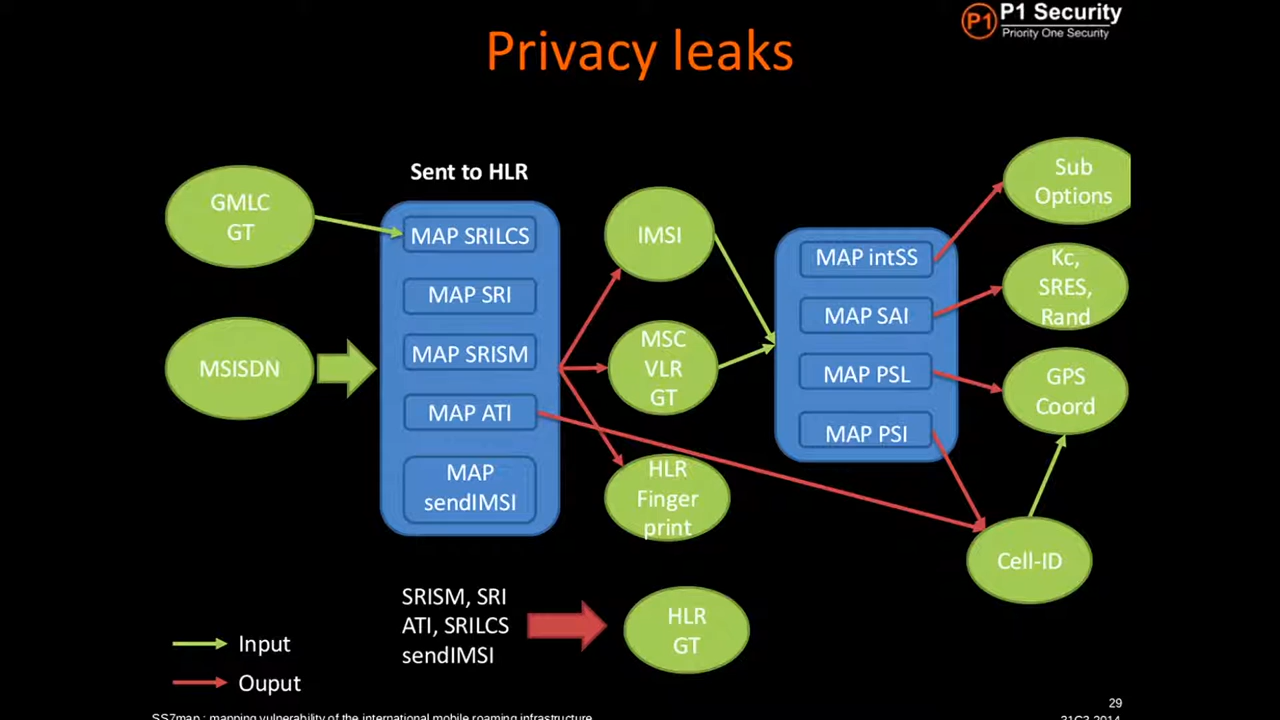 P1 P1 Security
Priority One Security
Privacy leaks
Sent to HLR
GMLC
GT
MSISDN
MAP SRILCS
MAP SRI
MAP SRISM
MAP ATI
MAP
sendIMSI
IMSI
MSC
VLR
GT
HLR
Finger
print
MAP intSS
MAP SAI
MAP PSL
MAP PSI
Sub
Options
Kc,
SRES,
Rand
GPS
Coord
Cell-ID
SRISM, SRI
ATI, SRILCS
sendIMSI
HLR
GT
Input
Ouput
29
SS7map : mapping vulnerability of the international mobile roaming infrastructure
31C3 2014